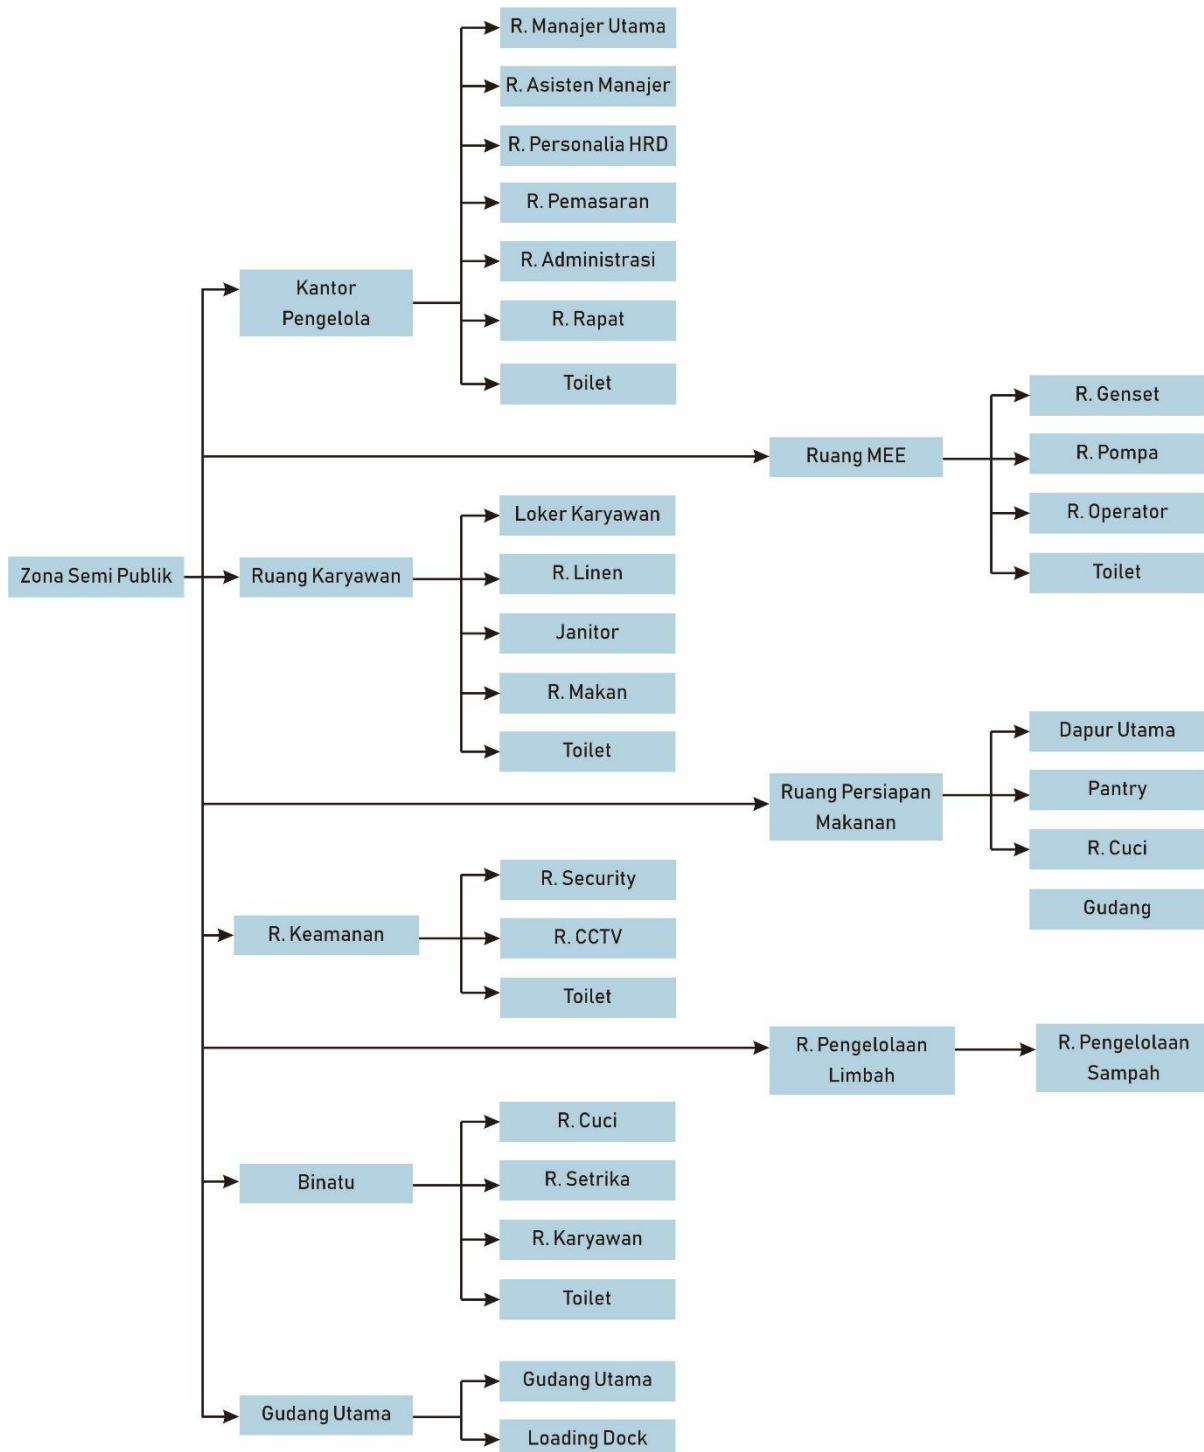 R. Manajer Utama
R. Asisten Manajer
R. Personalia HRD
R. Pemasaran
R. Administrasi
Kantor
Pengelola
R. Rapat
Toilet
R. Genset
Ruang MEE
R. Pompa
R. Operator
Toilet
Loker Karyawan
Zona Semi Publik
Ruang Karyawan
R. Linen
Janitor
R. Makan
Toilet
Dapur Utama
Ruang Persiapan
Makanan
Pantry
R. Cuci
Gudang
R. Security
R. Keamanan
R. CCTV
Toilet
R. Pengelolaan
Limbah
R. Pengelolaan
Sampah
R. Cuci
Binatu
R. Setrika
R. Karyawan
Toilet
Gudang Utama
Gudang Utama
Loading Dock